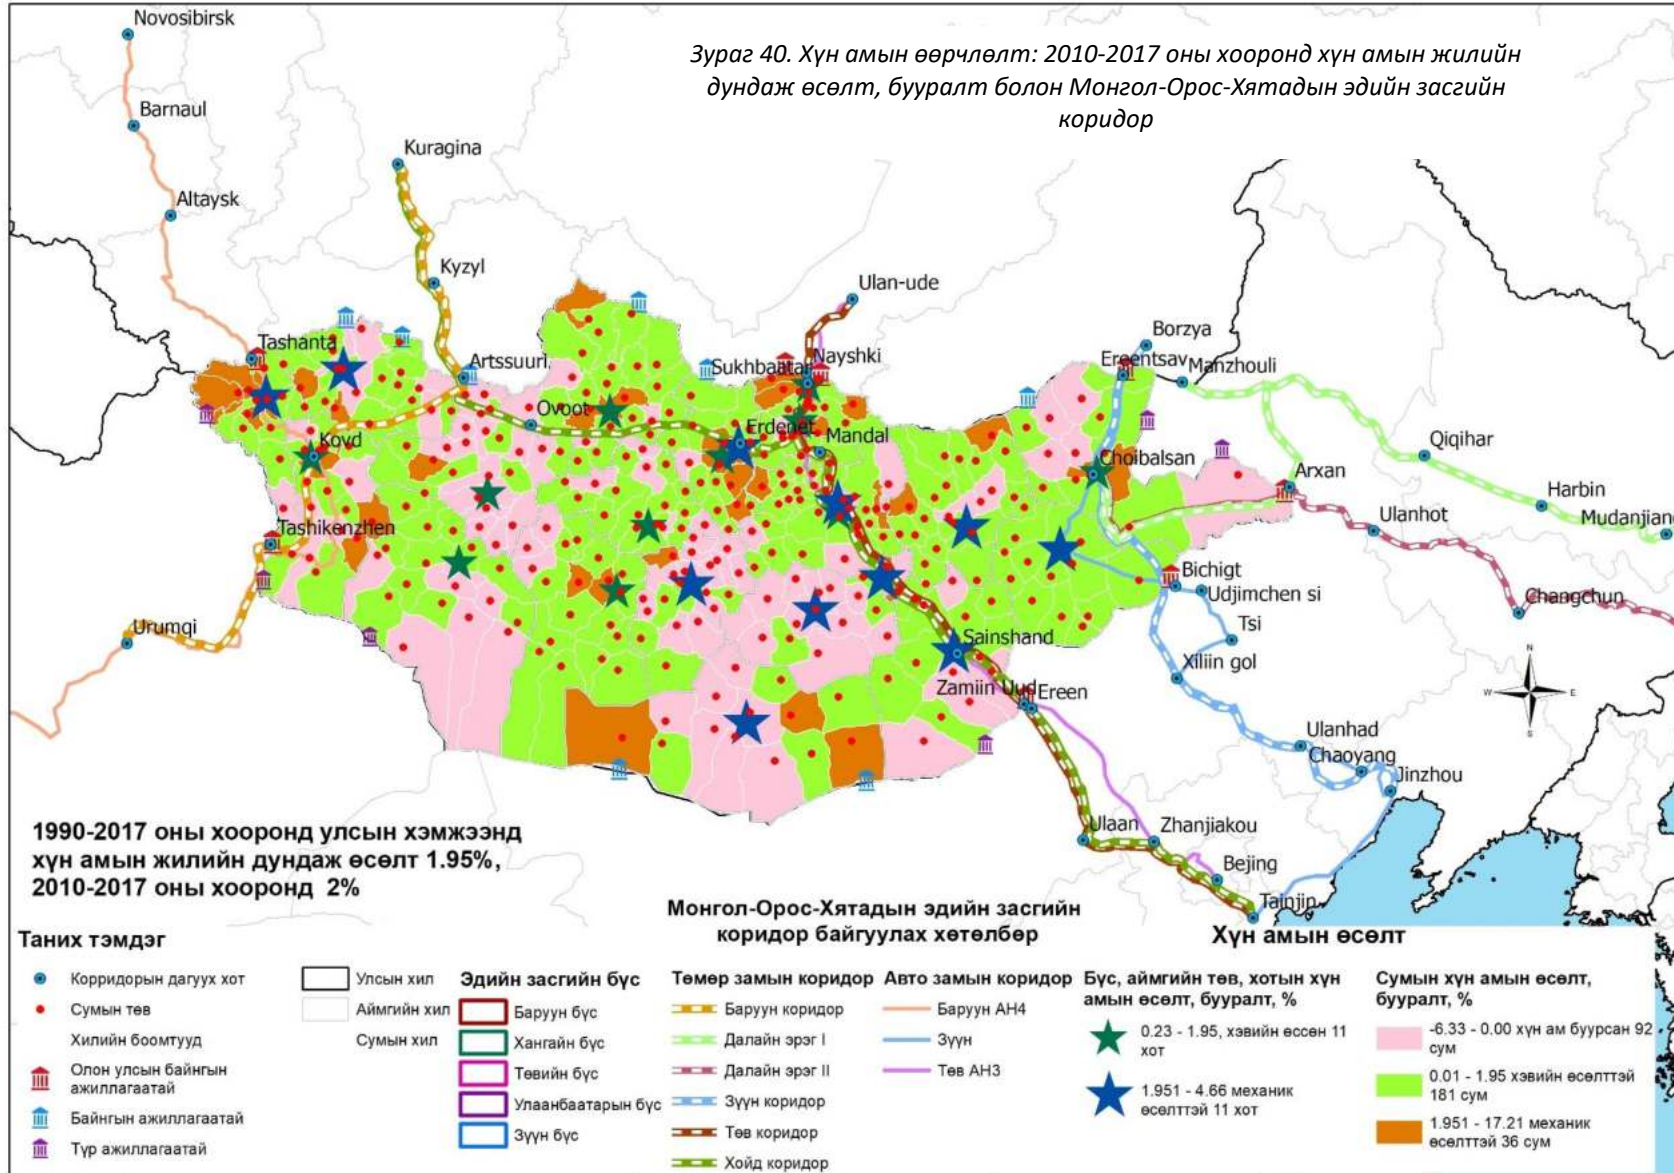 Зураг 40. Хүн амын өөрчлөлт: 2010-2017 оны хооронд хүн амын жилийн
дундаж өсөлт, бууралт болон Монгол-Орос-Хятадын эдийн засгийн
коридор
Novosibirsk
Barnaul
Altaysk
Kuragina
Kyzyl
Ulan-ude
Borzya
Tashanta
Artssuuri
Sukhbaatar
Nayshki
Ereentsav
Manzhouli
Ovoot
Erdenet
Mandal
Kovd
Choibalsan
Qiqihar
Arxan
Harbin
Mudanjiang
Tashikenzhen
Ulanhot
Bichigt
Udjimchen si
Changchun
Urumqi
Tsi
Sainshand
Xiliin gol
Zamiin Uud
Ereen
Ulanhad
Chaoyang
Jinzhou
Ulaan
Zhanjiakou
Bejing
Tainjin
N
W
E
S
1990-2017 оны хооронд улсын хэмжээнд
хүн амын жилийн дундаж өсөлт 1.95%,
2010-2017 оны хооронд 2%
Таних тэмдэг
Корридорын дагуух хот
Сумын төв
Хилийн боомтууд
Олон улсын байнгын
ажиллагаатай
Байнгын ажиллагаатай
Түр ажиллагаатай
Улсын хил
Аймгийн хил
Сумын хил
Эдийн засгийн бүс
Баруун бүс
Хангайн бүс
Төвийн бүс
Улаанбаатарын бүс
Зүүн бүс
Монгол-Орос-Хятадын эдийн засгийн
коридор байгуулах хөтөлбөр
Төмөр замын коридор
Баруун коридор
Далайн эрэг I
Далайн эрэг II
Зүүн коридор
Төв коридор
Хойд коридор
Авто замын коридор
Баруун АН4
Зүүн
Төв АН3
Хүн амын өсөлт
Бүс, аймгийн төв, хотын хүн
амын өсөлт, бууралт, %
0.23 - 1.95, хэвийн өссөн 11
хот
1.951 - 4.66 механик
өсөлттэй 11 хот
Сумын хүн амын өсөлт,
бууралт, %
-6.33 - 0.00 хүн ам буурсан 92
сум
0.01 - 1.95 хэвийн өсөлттэй
181 сум
1.951 - 17.21 механик
өсөлттэй 36 сум